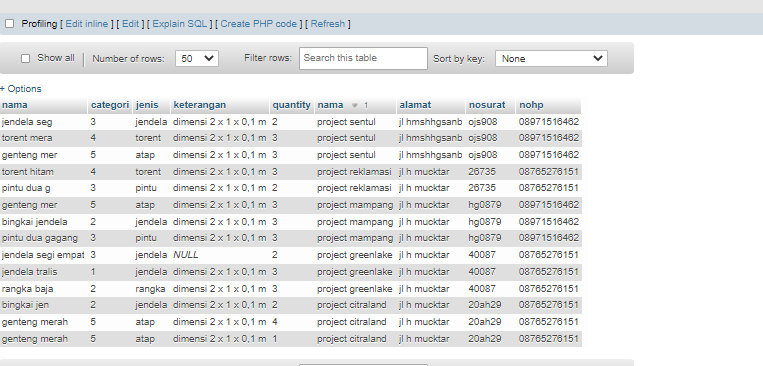 Profiling [ Edit inline ] [ Edit ] [ Explain SQL ] [ Create PHP code ] [ Refresh ]
Show all | Number of rows: 50 Filter rows: Search this table Sort by key: None
+ Options
nama categori jenis keterangan quantity nama 1 alamat nosurat nohp
jendela seg 3 jendela dimensi 2 x 1 x 0,1 m 2 project sentul jl hmshhgsanb ojs908 08971516462
torent mera 4 torent dimensi 2 x 1 x 0,1 m 3 project sentul jl hmshhgsanb ojs908 08971516462
genteng mer 5 atap dimensi 2 x 1 x 0,1 m 3 project sentul jl hmshhgsanb ojs908 08971516462
torent hitam 4 torent dimensi 2 x 1 x 0,1 m 3 project reklamasi jl h mucktar 26735 08765276151
pintu dua g 3 pintu dimensi 2 x 1 x 0,1 m 2 project reklamasi jl h mucktar 26735 08765276151
genteng mer 5 atap dimensi 2 x 1 x 0,1 m 3 project mampang jl h mucktar hg0879 08971516462
bingkai jendela 2 jendela dimensi 2 x 1 x 0,1 m 3 project mampang jl h mucktar hg0879 08971516462
pintu dua gagang 3 pintu dimensi 2 x 1 x 0,1 m 3 project mampang jl h mucktar hg0879 08971516462
jendela segi empat 3 jendela NULL 2 project greenlake jl h mucktar 40087 08765276151
jendela tralis 1 jendela dimensi 2 x 1 x 0,1 m 3 project greenlake jl h mucktar 40087 08765276151
rangka baja 2 rangka dimensi 2 x 1 x 0,1 m 3 project greenlake jl h mucktar 40087 08765276151
bingkai jen 2 jendela dimensi 2 x 1 x 0,1 m 2 project citraland jl h mucktar 20ah29 08765276151
genteng merah 5 atap dimensi 2 x 1 x 0,1 m 4 project citraland jl h mucktar 20ah29 08765276151
genteng merah 5 atap dimensi 2 x 1 x 0,1 m 1 project citraland jl h mucktar 20ah29 08765276151